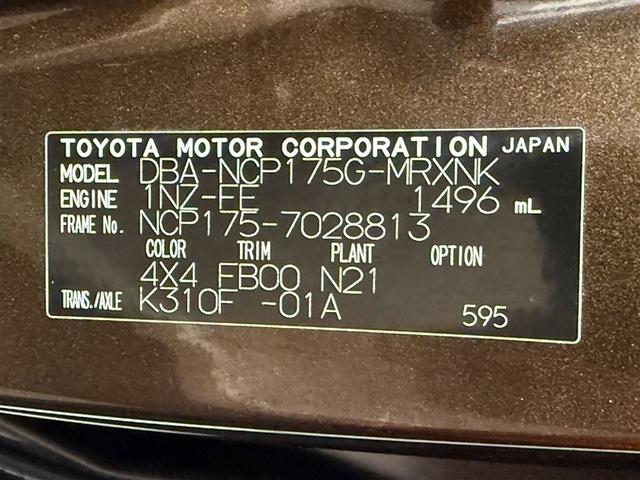 TOYOTA MOTOR CORPORATION JAPAN
MODEL DBA-NCP175G-MRXNK
ENGINE 1NZ-FE 1496 mL
FRAME No. NCP175-7028813
COLOR TRIM PLANT OPTION
4X4 FB00 N21
TRANS./AXLE K310F -01A
595